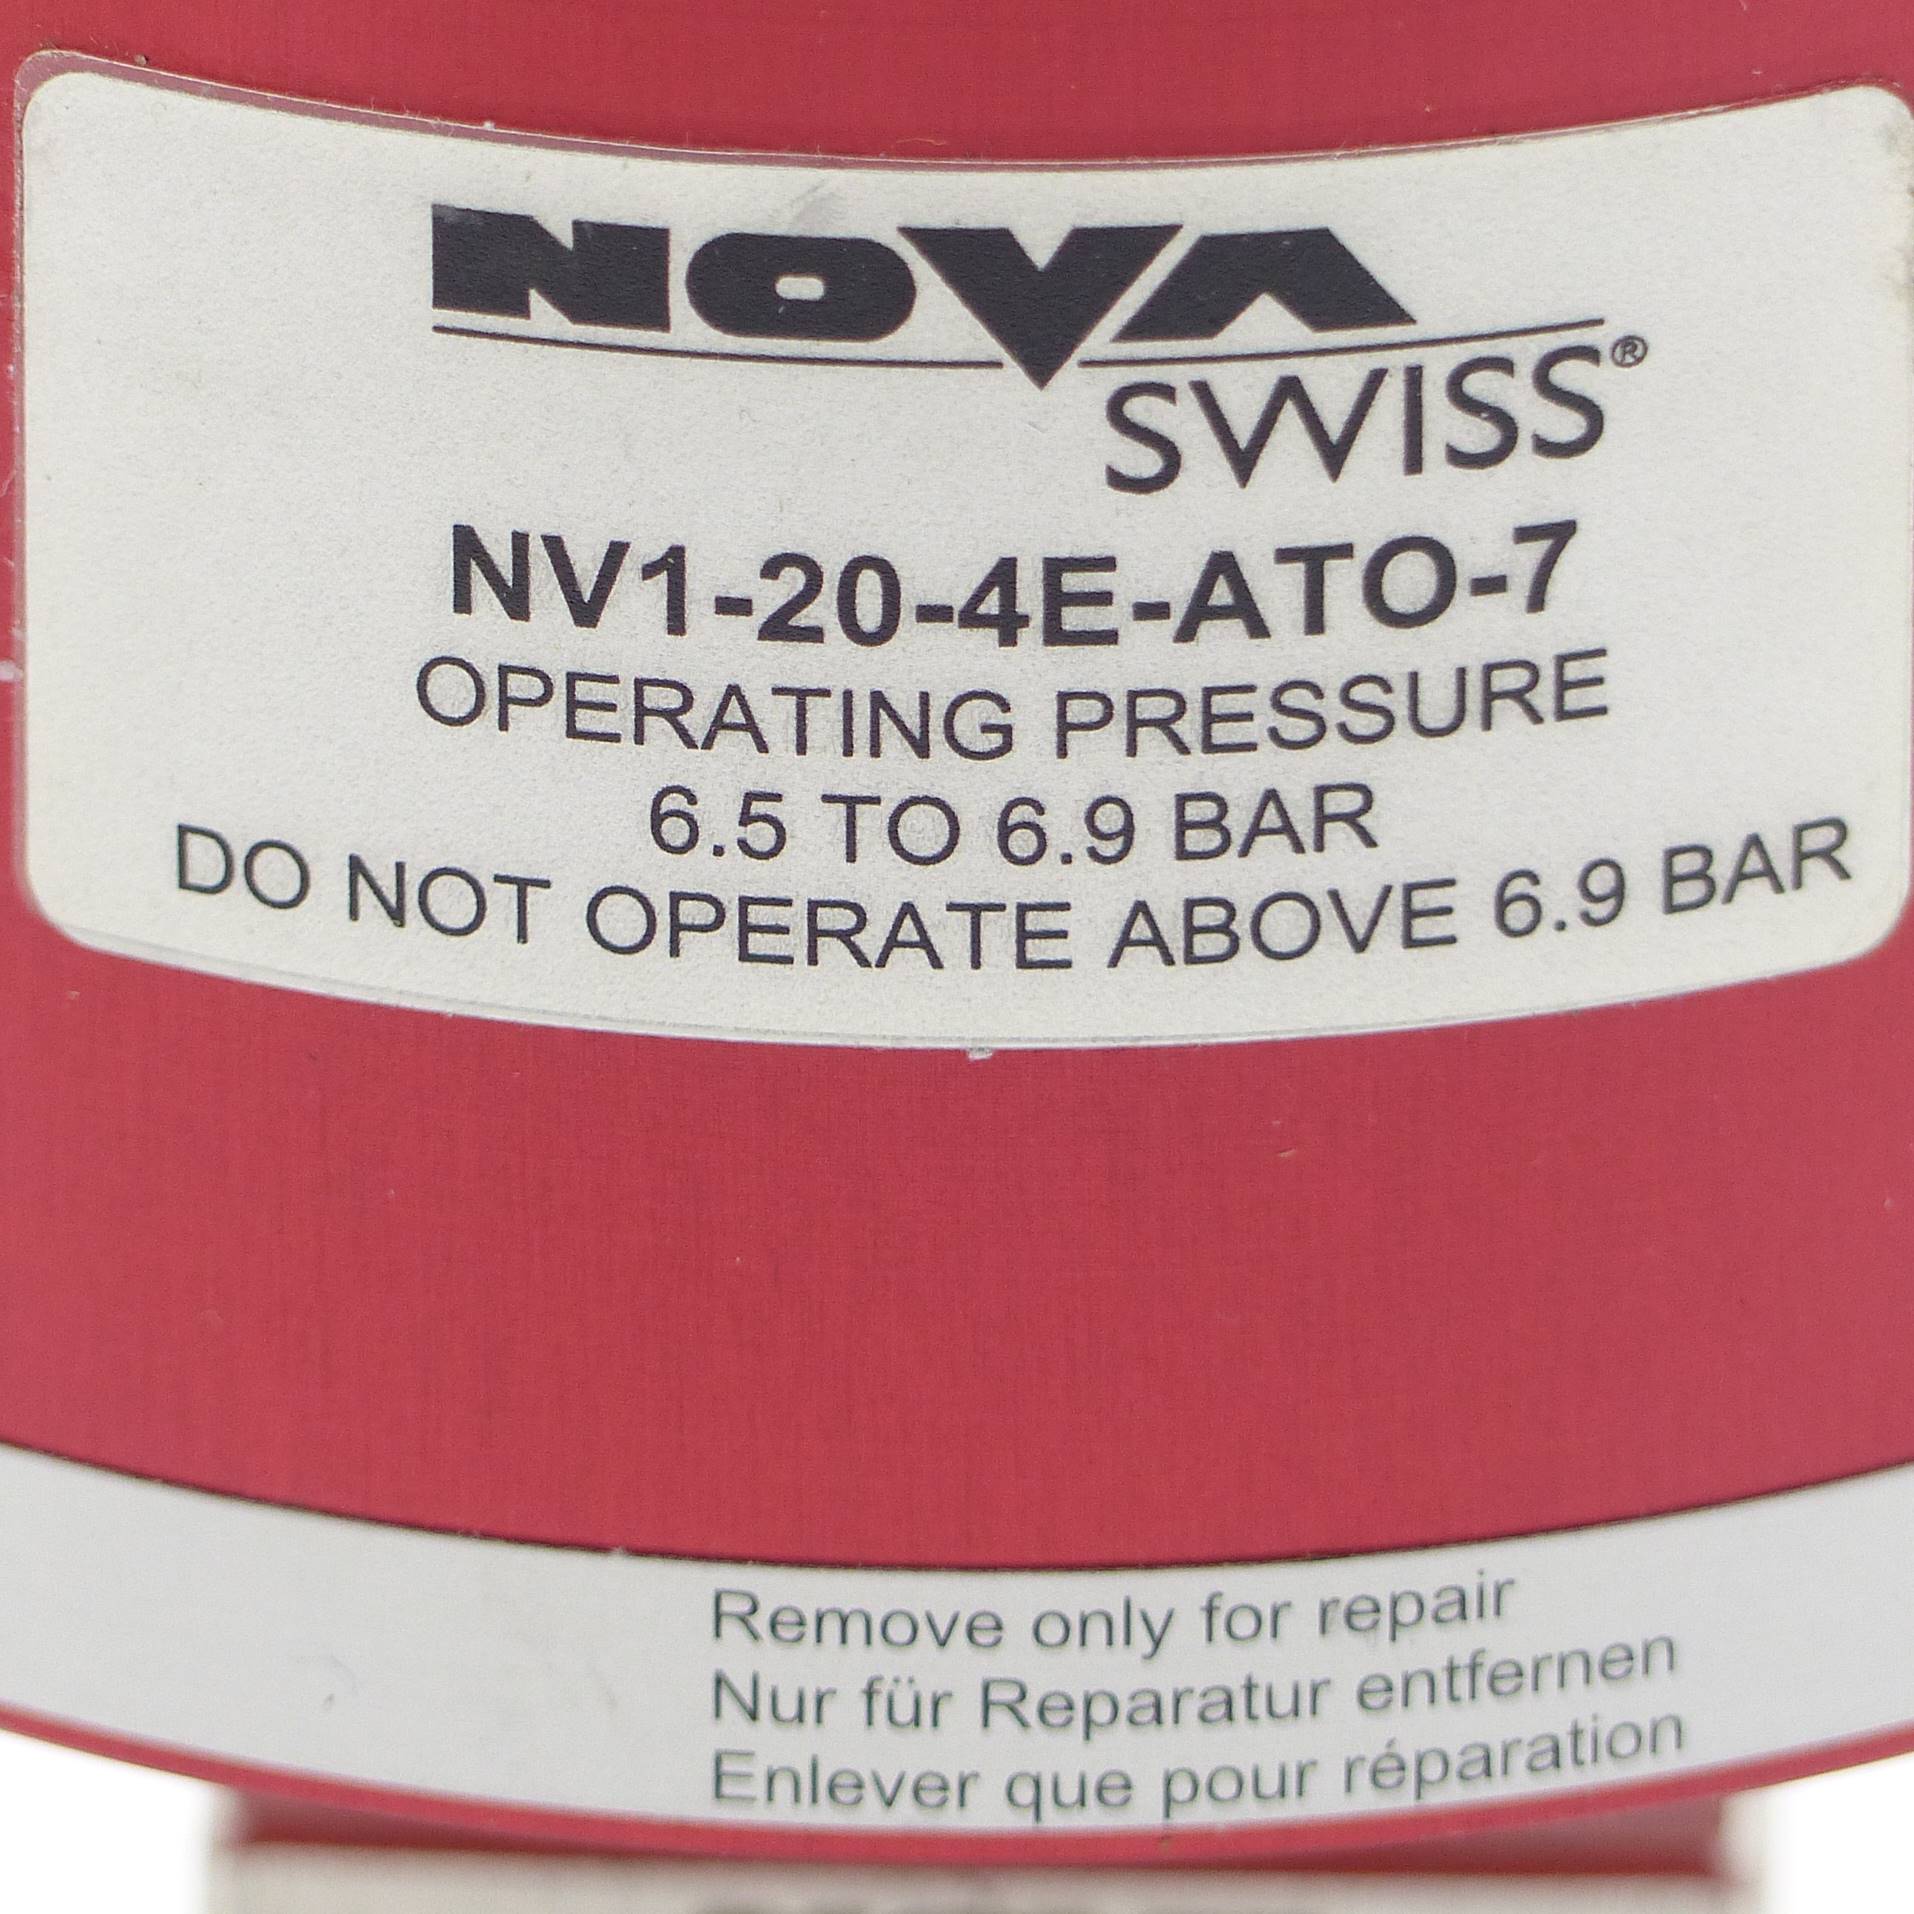 NOVA
SWISS®
NV1-20-4E-ATO-7
OPERATING PRESSURE
6.5 TO 6.9 BAR
DO NOT OPERATE ABOVE 6.9 BAR
Remove only for repair
Nur für Reparatur entfernen
Enlever que pour réparation